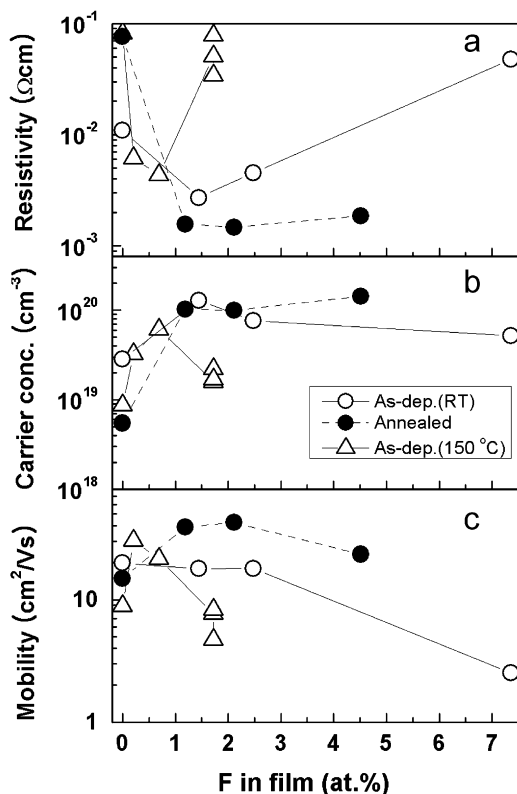 10⁻¹
10⁻²
10⁻³
Resistivity (Ωcm)
a
10²⁰
10¹⁹
10¹⁸
Carrier conc. (cm⁻³)
b
As-dep.(RT)
Annealed
As-dep.(150 °C)
10
1
Mobility (cm²/Vs)
c
0 1 2 3 4 5 6 7
F in film (at.%)